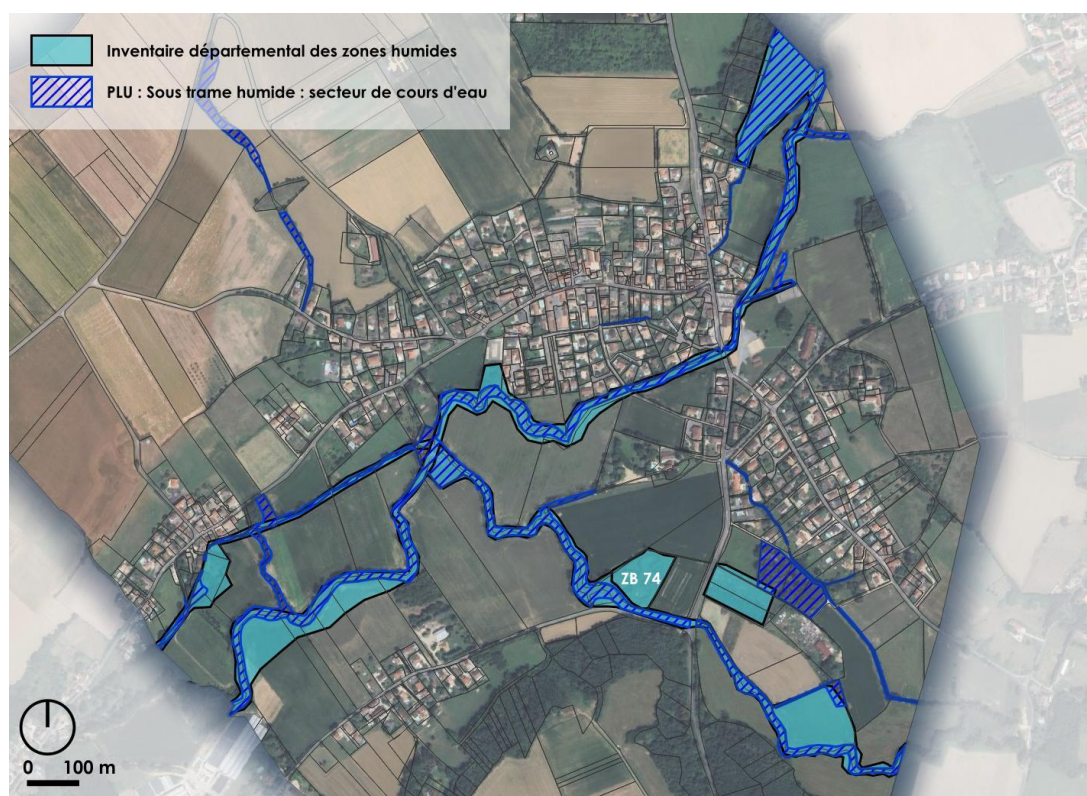 Inventaire départemental des zones humides
PLU : Sous trame humide : secteur de cours d'eau
ZB 74
0 100 m